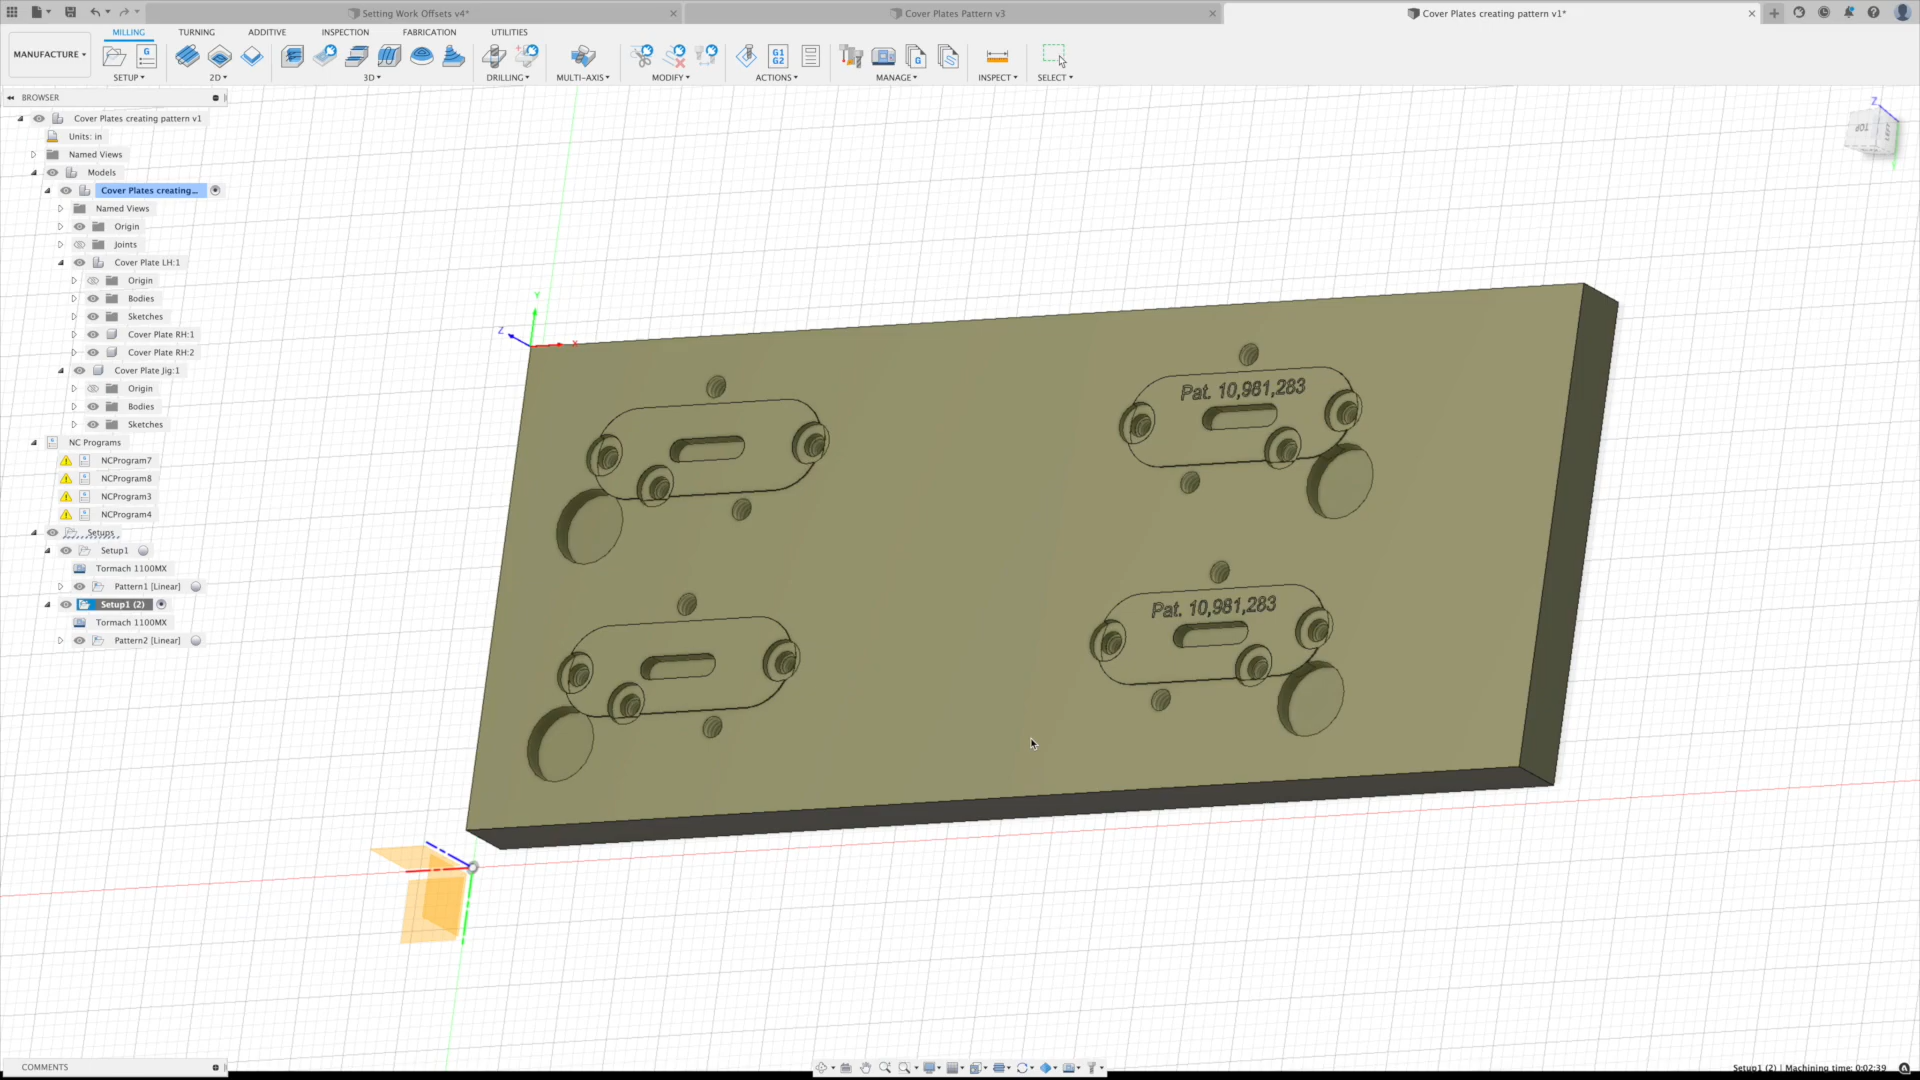 Setting Work Offsets v4*
Cover Plates Pattern v3
Cover Plates creating pattern v1*
MILLING
TURNING
ADDITIVE
INSPECTION
FABRICATION
UTILITIES
MANUFACTURE
G1
G2
SETUP
2D
3D
DRILLING
MULTI-AXIS
MODIFY
ACTIONS
MANAGE
INSPECT
SELECT
BROWSER
Cover Plates creating pattern v1
Units: in
Named Views
Models
Cover Plates creating...
Named Views
Origin
Joints
Cover Plate LH:1
Origin
Bodies
Sketches
Cover Plate RH:1
Cover Plate RH:2
Cover Plate Jig:1
Origin
Bodies
Sketches
NC Programs
NCProgram7
NCProgram8
NCProgram3
NCProgram4
Setups
Setup1
Tormach 1100MX
Pattern1 [Linear]
Setup1 (2)
Tormach 1100MX
Pattern2 [Linear]
Z
TOP
LEFT
Y
Z
X
Pat. 10,981,283
Pat. 10,981,283
COMMENTS
Setup1 (2) | Machining time: 0:02:39